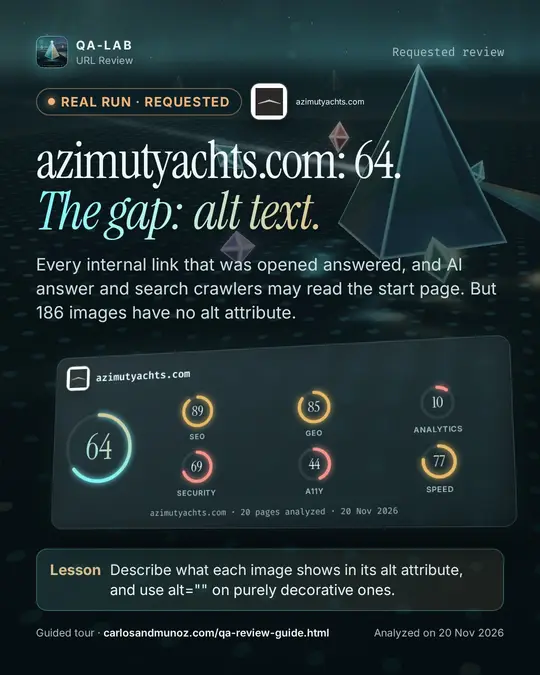 QA-LAB
URL Review
Requested review
REAL RUN · REQUESTED
azimutyachts.com
azimutyachts.com: 64.
The gap: alt text.
Every internal link that was opened answered, and AI
answer and search crawlers may read the start page. But
186 images have no alt attribute.
azimutyachts.com
64
89
SEO
85
GEO
10
ANALYTICS
69
SECURITY
44
A11Y
77
SPEED
azimutyachts.com · 20 pages analyzed · 20 Nov 2026
Lesson Describe what each image shows in its alt attribute,
and use alt="" on purely decorative ones.
Guided tour · carlosandmunoz.com/qa-review-guide.html
Analyzed on 20 Nov 2026